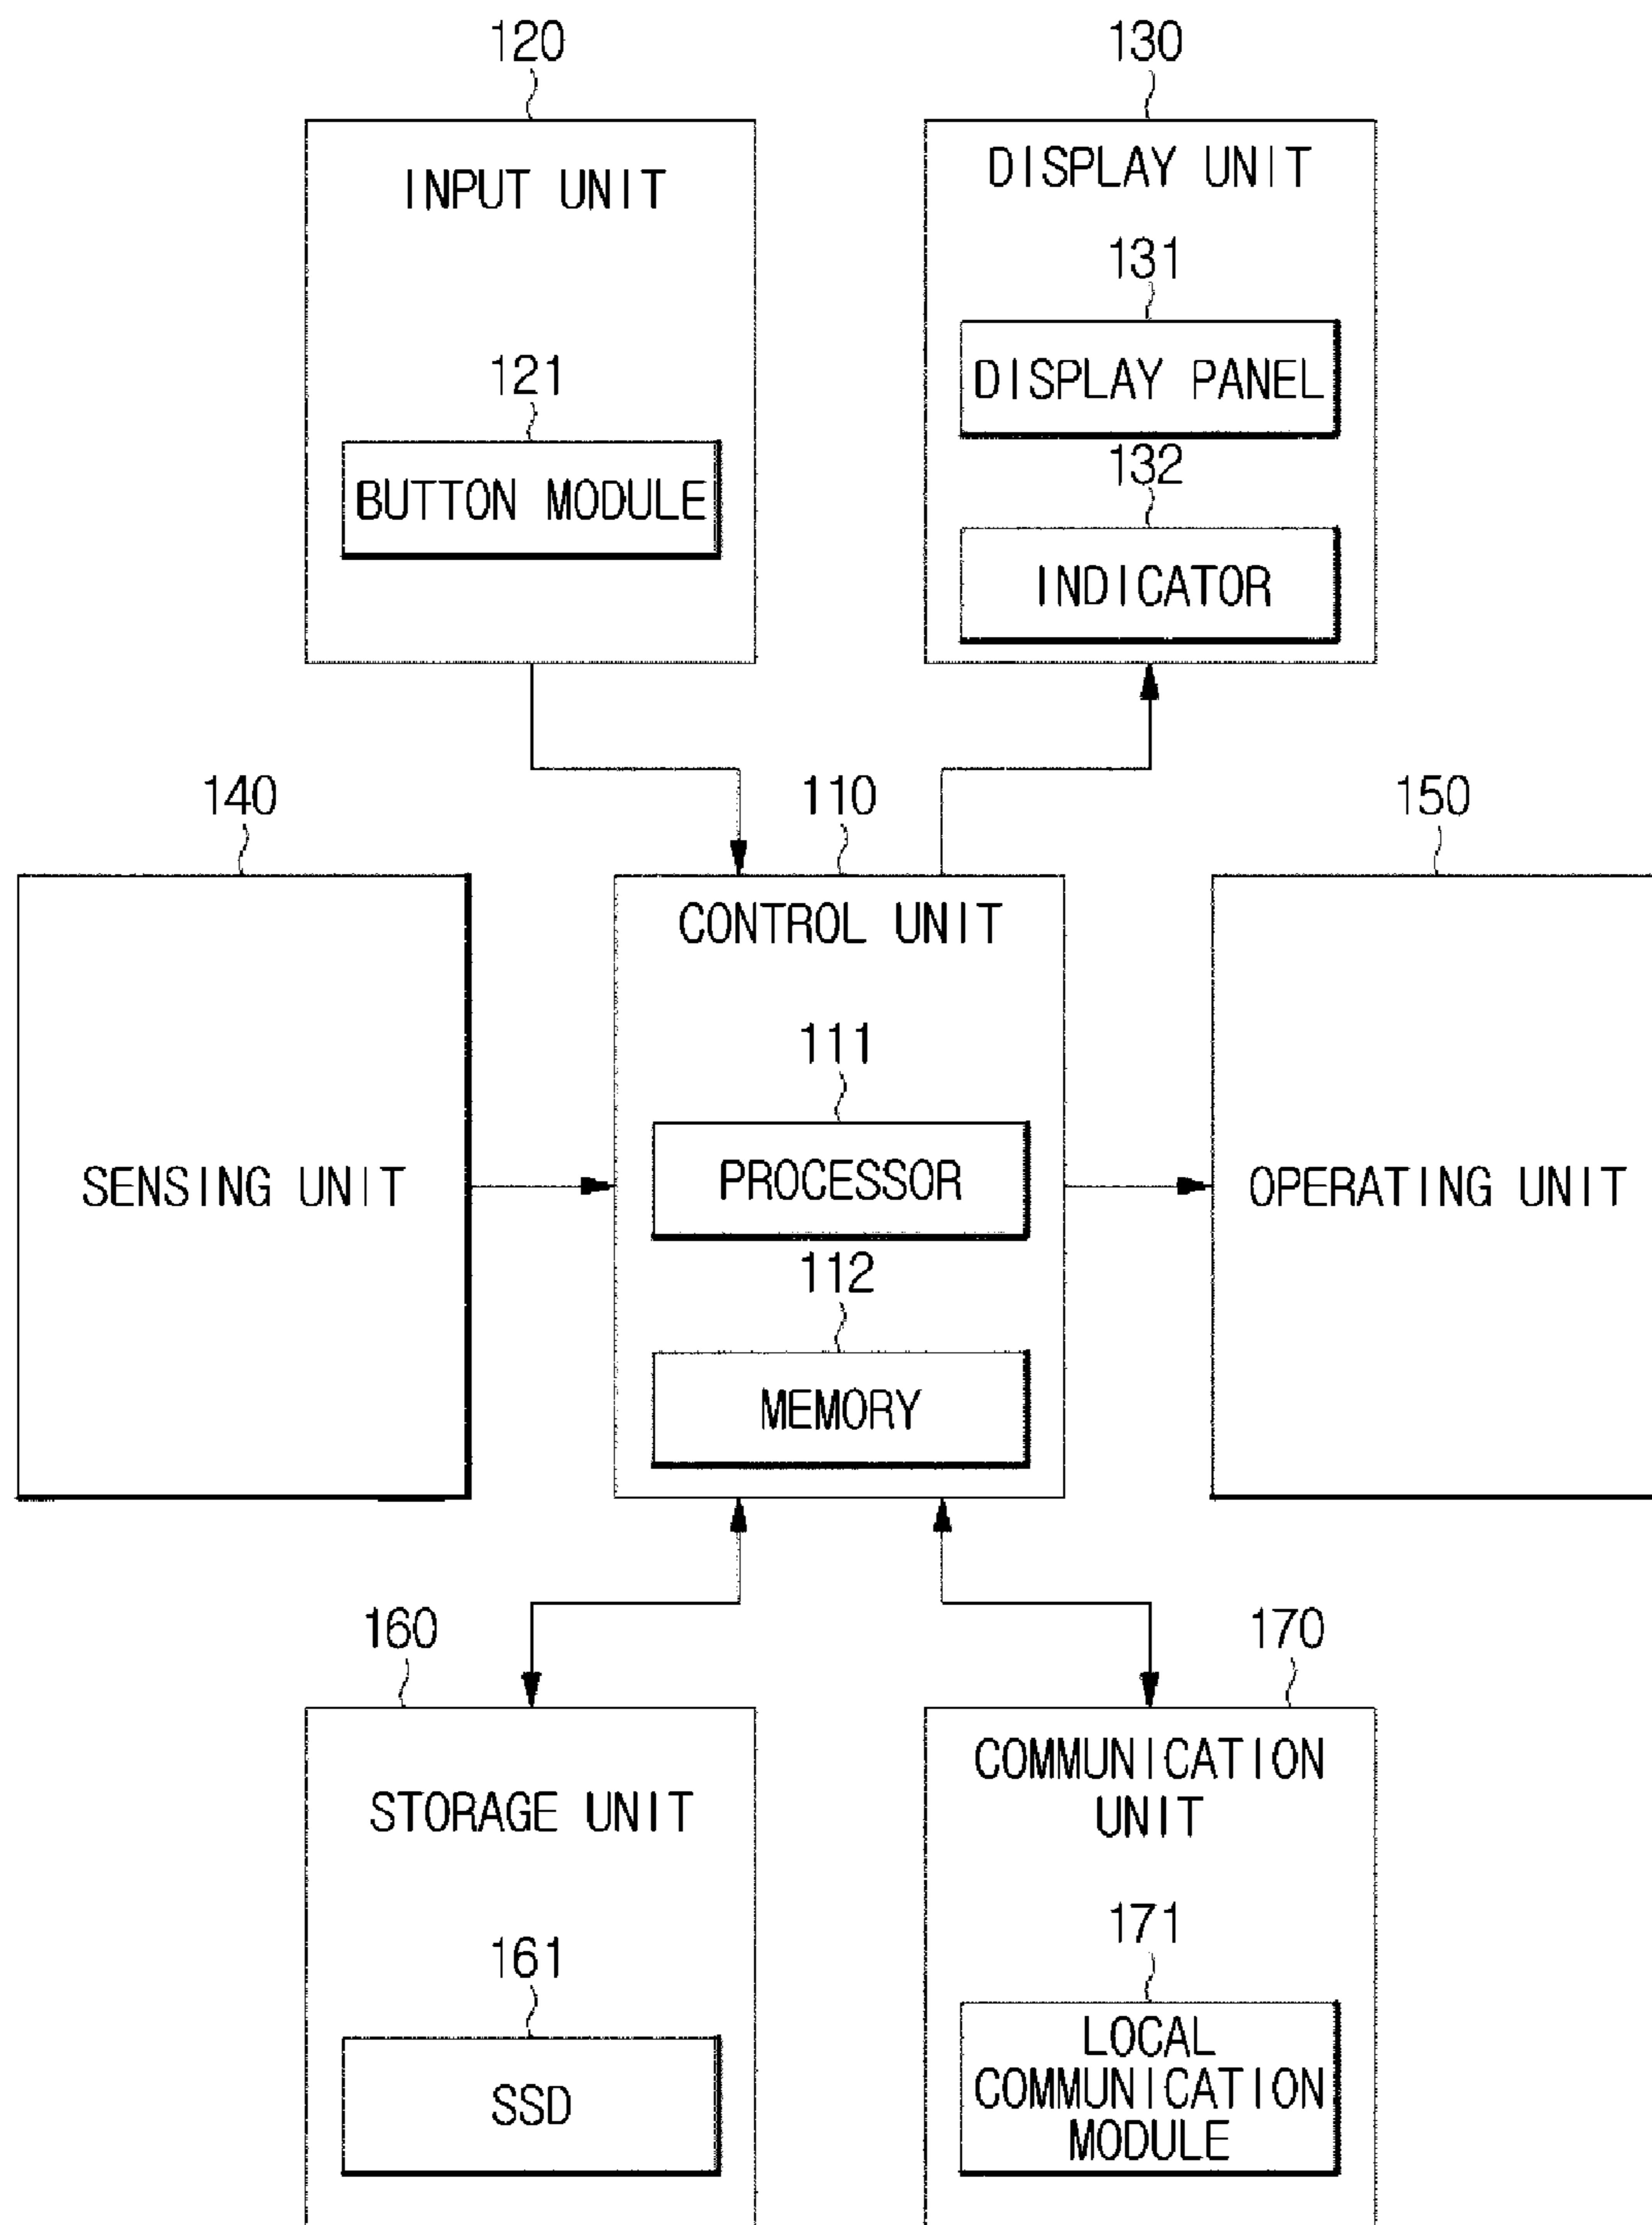 120
130
INPUT UNIT
DISPLAY UNIT
131
DISPLAY PANEL
121
BUTTON MODULE
132
INDICATOR
140
110
150
CONTROL UNIT
111
SENSING UNIT
PROCESSOR
OPERATING UNIT
112
MEMORY
160
170
STORAGE UNIT
COMMUNICATION
UNIT
161
SSD
171
LOCAL
COMMUNICATION
MODULE